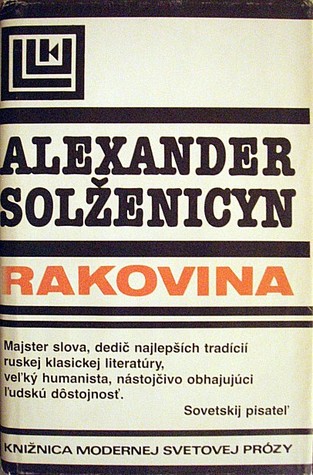 ALEXANDER
SOLŽENICYN
RAKOVINA
Majster slova, dedič najlepších tradícií
ruskej klasickej literatúry,
veľký humanista, nástojčivo obhajujúci
ľudskú dôstojnosť.
Sovetskij pisateľ
KNIŽNICA MODERNEJ SVETOVEJ PRÓZY